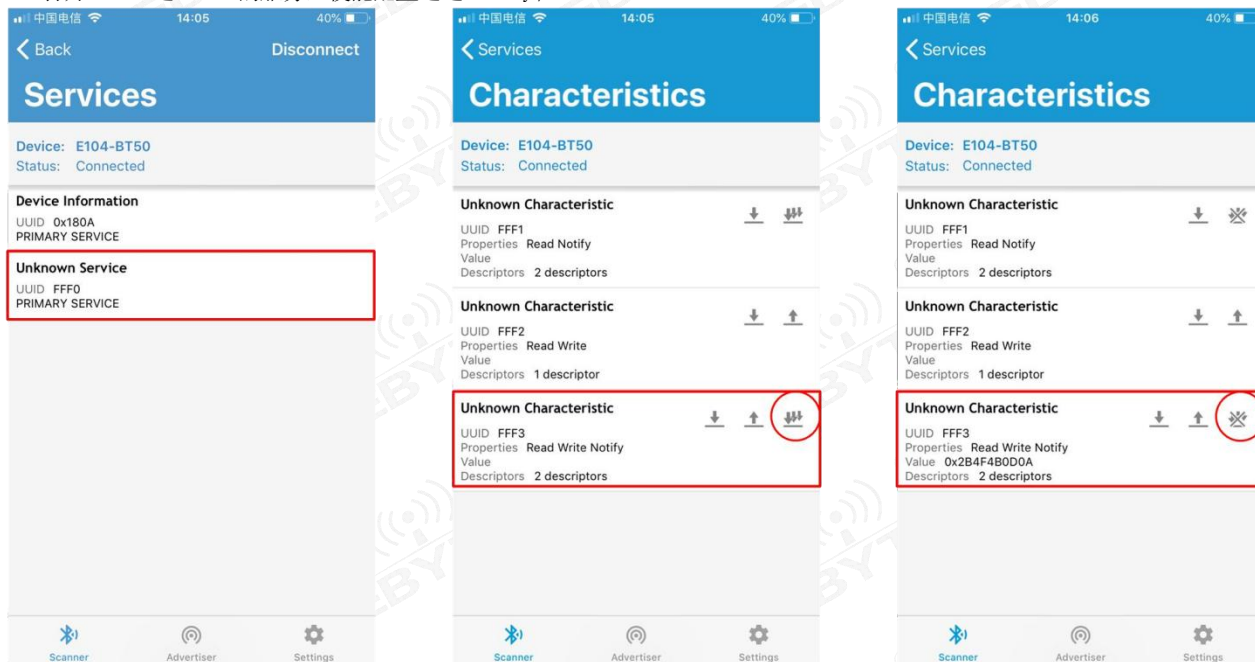 中国电信 14:05 40%
Back Disconnect
Services
Device: E104-BT50
Status: Connected
Device Information
UUID 0x180A
PRIMARY SERVICE
Unknown Service
UUID FFF0
PRIMARY SERVICE
Scanner Advertiser Settings
中国电信 14:05 40%
Services
Characteristics
Device: E104-BT50
Status: Connected
Unknown Characteristic
UUID FFF1
Properties Read Notify
Value
Descriptors 2 descriptors
Unknown Characteristic
UUID FFF2
Properties Read Write
Value
Descriptors 1 descriptor
Unknown Characteristic
UUID FFF3
Properties Read Write Notify
Value
Descriptors 2 descriptors
Scanner Advertiser Settings
中国电信 14:06 40%
Services
Characteristics
Device: E104-BT50
Status: Connected
Unknown Characteristic
UUID FFF1
Properties Read Notify
Value
Descriptors 2 descriptors
Unknown Characteristic
UUID FFF2
Properties Read Write
Value
Descriptors 1 descriptor
Unknown Characteristic
UUID FFF3
Properties Read Write Notify
Value 0x2B4F4B0D0A
Descriptors 2 descriptors
Scanner Advertiser Settings